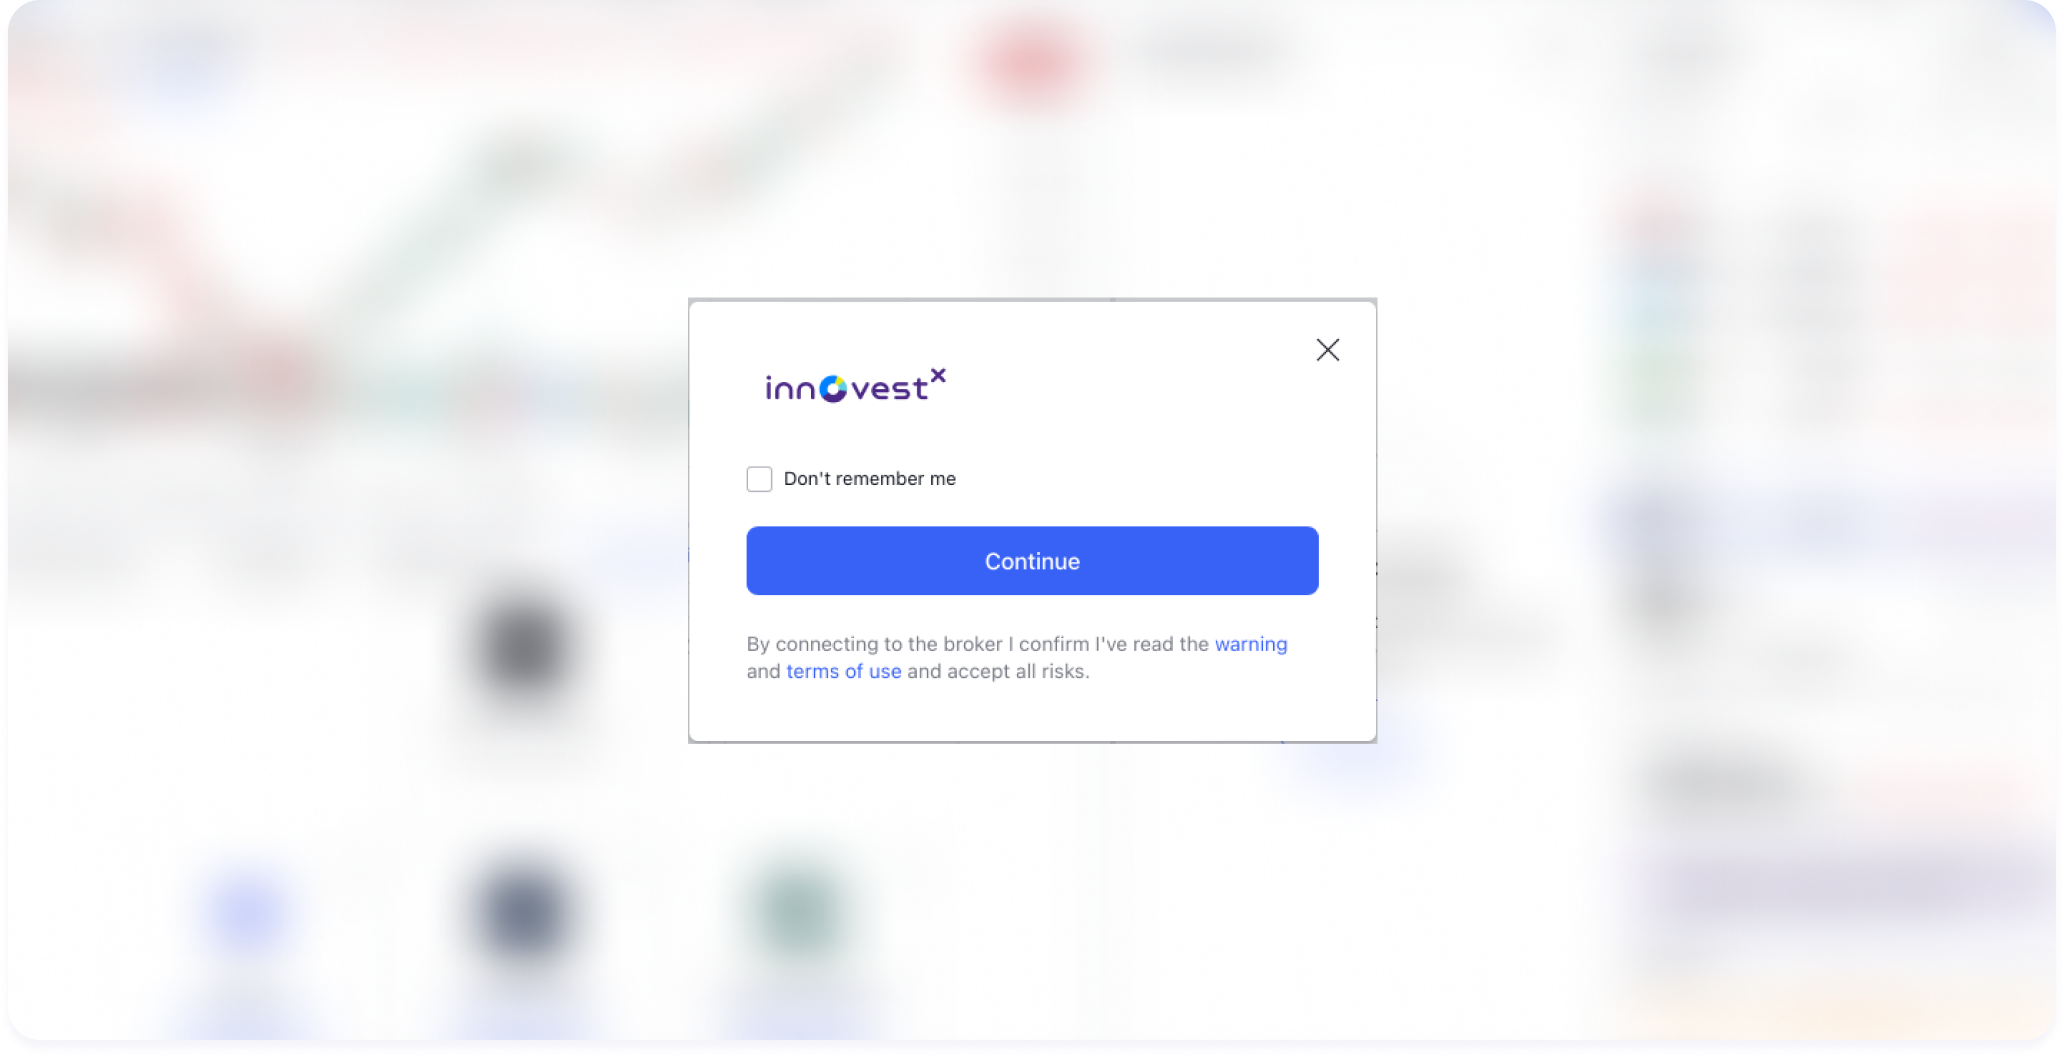 innovestx
Don't remember me
Continue
By connecting to the broker I confirm I've read the warning
and terms of use and accept all risks.